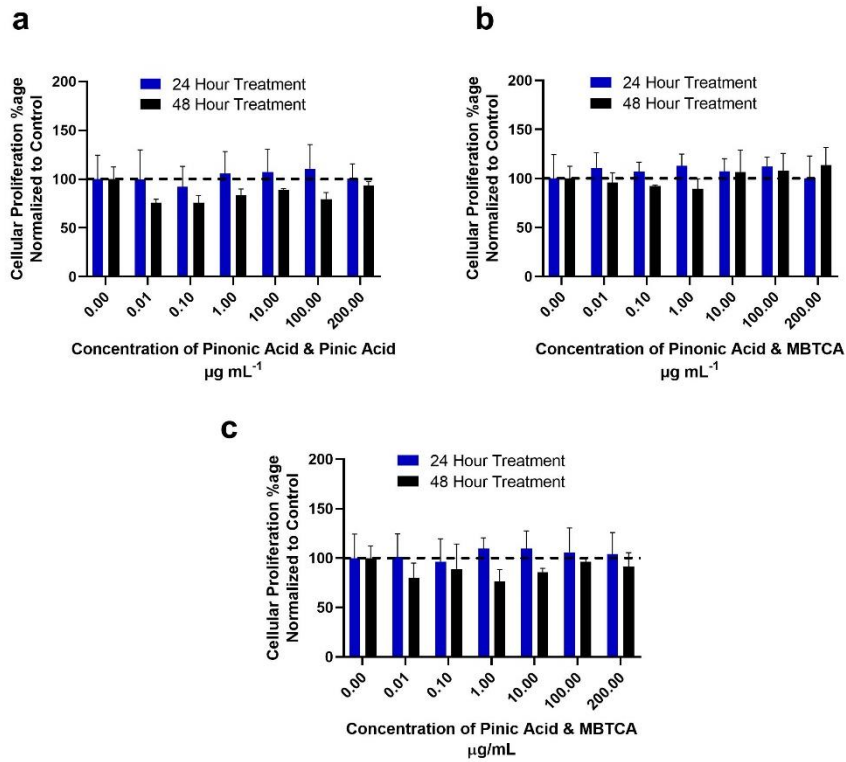 a
Cellular Proliferation %age
Normalized to Control
200
150
100
50
0
24 Hour Treatment
48 Hour Treatment
0.00
0.01
0.10
1.00
10.00
100.00
200.00
Concentration of Pinonic Acid & Pinic Acid
µg mL⁻¹
b
Cellular Proliferation %age
Normalized to Control
200
150
100
50
0
24 Hour Treatment
48 Hour Treatment
0.00
0.01
0.10
1.00
10.00
100.00
200.00
Concentration of Pinonic Acid & MBTCA
µg mL⁻¹
c
Cellular Proliferation %age
Normalized to Control
200
150
100
50
0
24 Hour Treatment
48 Hour Treatment
0.00
0.01
0.10
1.00
10.00
100.00
200.00
Concentration of Pinic Acid & MBTCA
µg/mL